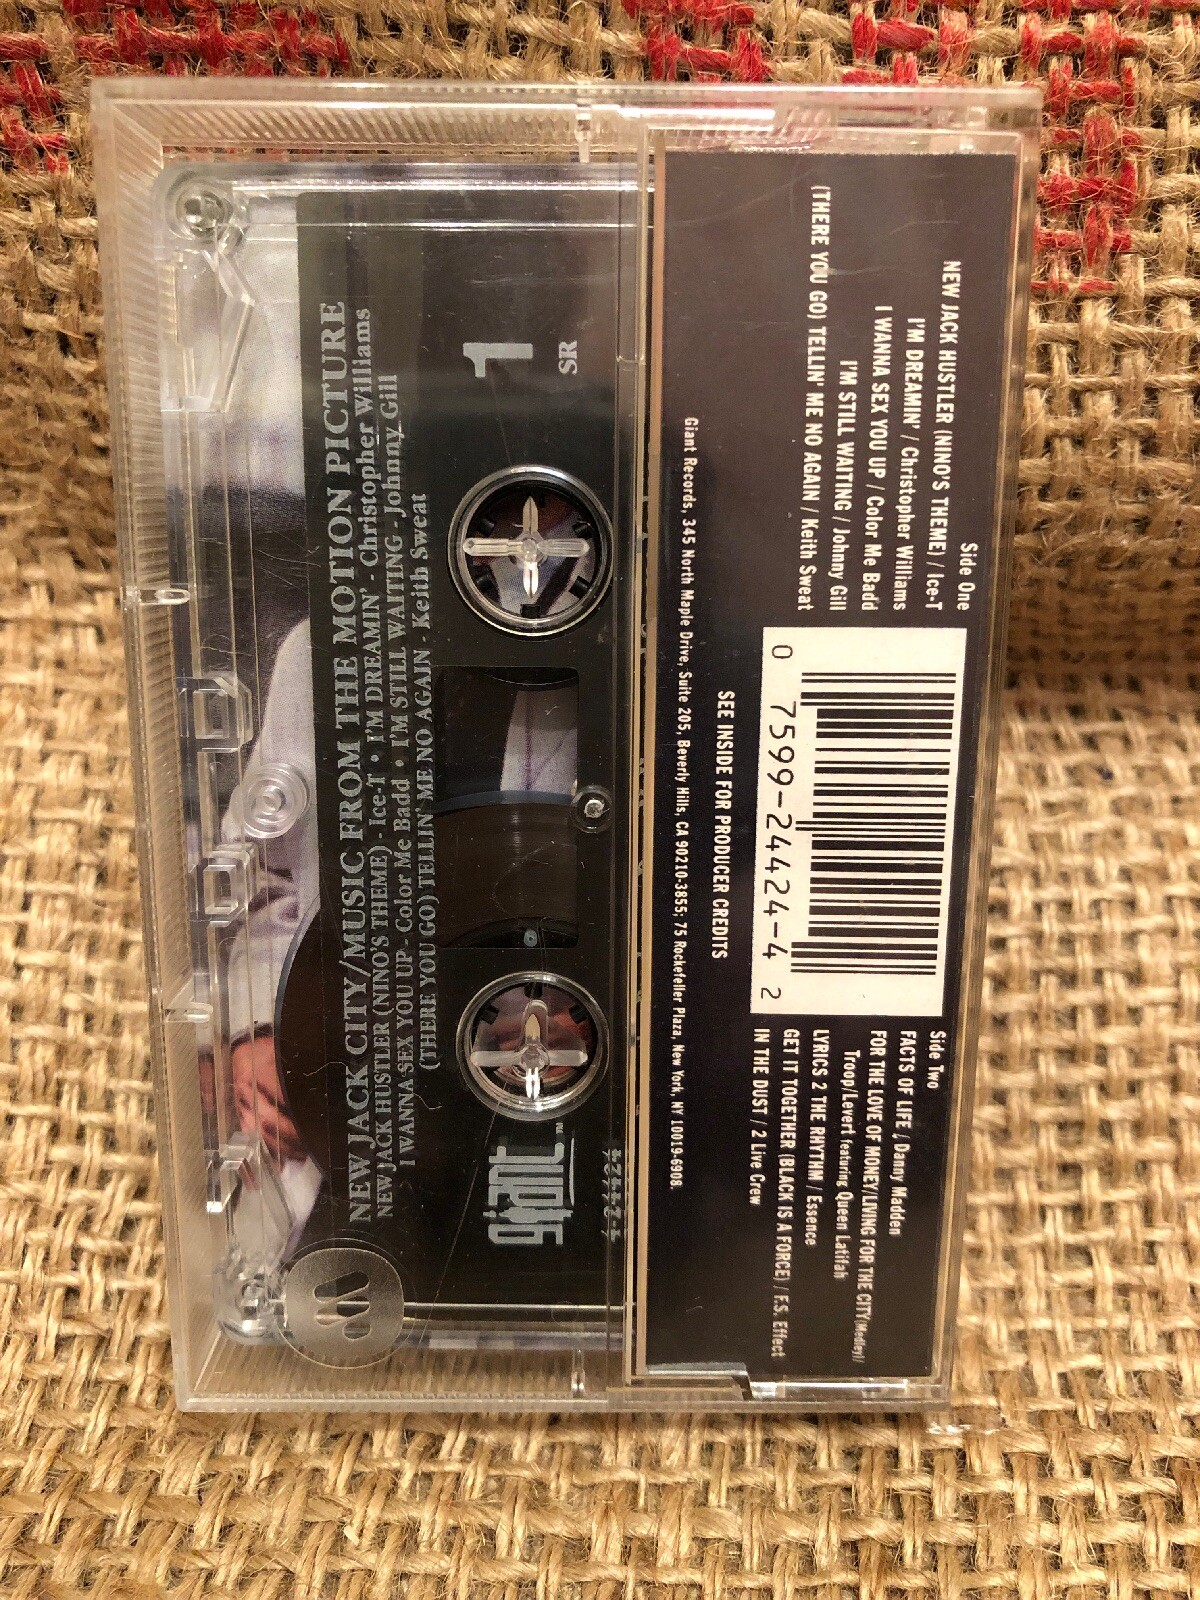 Side One
NEW JACK HUSTLER (NINO'S THEME) / Ice-T
I'M DREAMIN' / Christopher Williams
I WANNA SEX YOU UP / Color Me Badd
I'M STILL WAITING / Johnny Gill
(THERE YOU GO) TELLIN' ME NO AGAIN / Keith Sweat
0 7599-24424-4 2
Side Two
FACTS OF LIFE / Danny Madden
FOR THE LOVE OF MONEY/LIVING FOR THE CITY (Medley)/
Troop/Levert featuring Queen Latifah
LYRICS 2 THE RHYTHM / Essence
GET IT TOGETHER (BLACK IS A FORCE) / F.S. Effect
IN THE DUST / 2 Live Crew
SEE INSIDE FOR PRODUCER CREDITS
Giant Records, 345 North Maple Drive, Suite 205, Beverly Hills, CA 90210-3855; 75 Rockefeller Plaza, New York, NY 10019-6908.
NEW JACK CITY/MUSIC FROM THE MOTION PICTURE
NEW JACK HUSTLER (NINO'S THEME) - Ice-T • I'M DREAMIN' - Christopher Williams
I WANNA SEX YOU UP - Color Me Badd • I'M STILL WAITING - Johnny Gill
(THERE YOU GO) TELLIN' ME NO AGAIN - Keith Sweat
1
SR
giant™